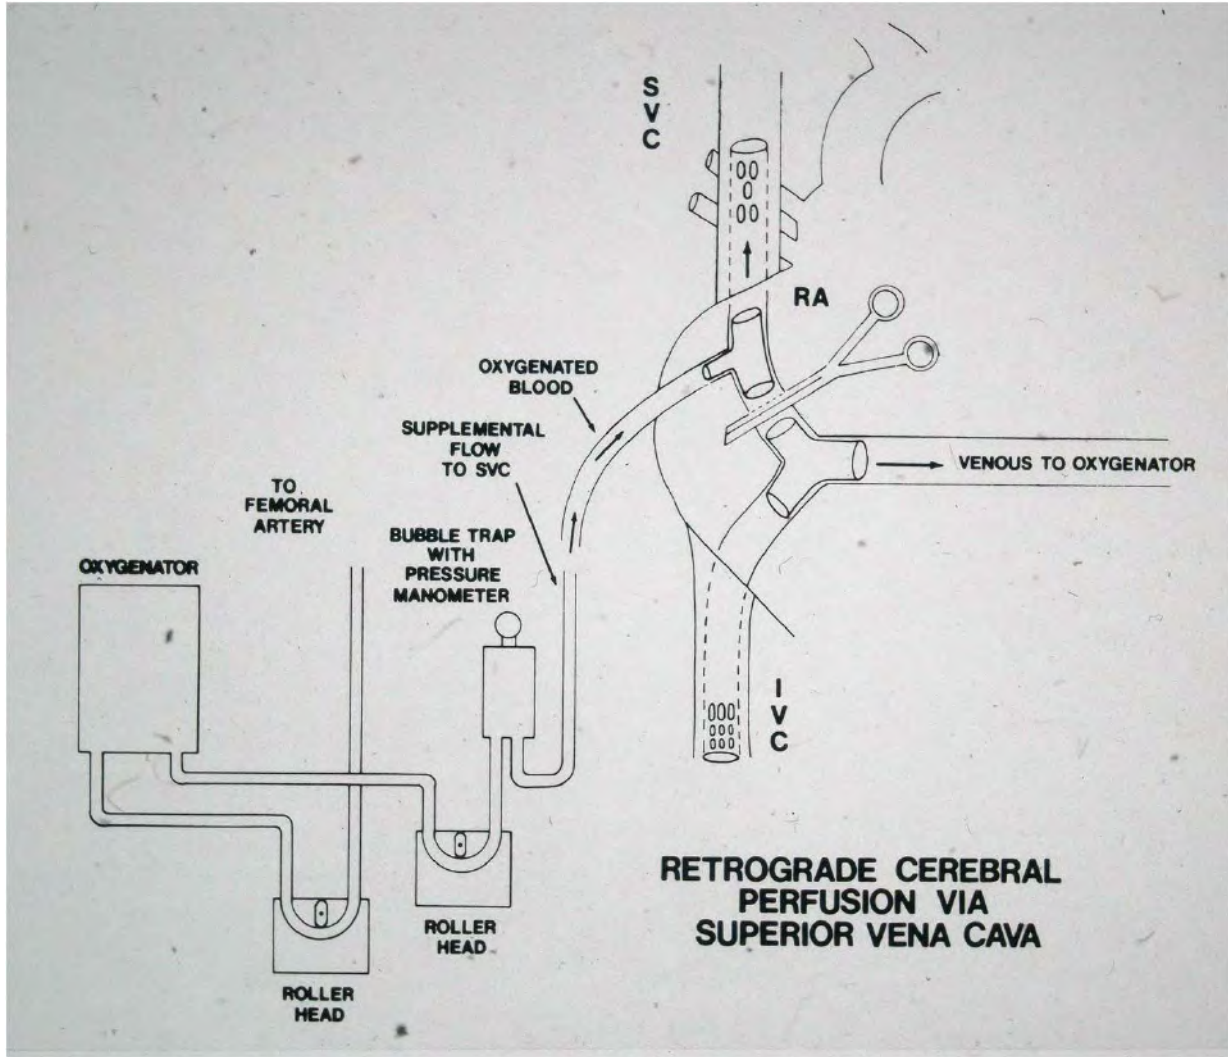 S
V
C
RA
OXYGENATED
BLOOD
SUPPLEMENTAL
FLOW
TO SVC
VENOUS TO OXYGENATOR
TO
FEMORAL
ARTERY
BUBBLE TRAP
WITH
PRESSURE
MANOMETER
OXYGENATOR
I
V
C
RETROGRADE CEREBRAL
PERFUSION VIA
SUPERIOR VENA CAVA
ROLLER
HEAD
ROLLER
HEAD